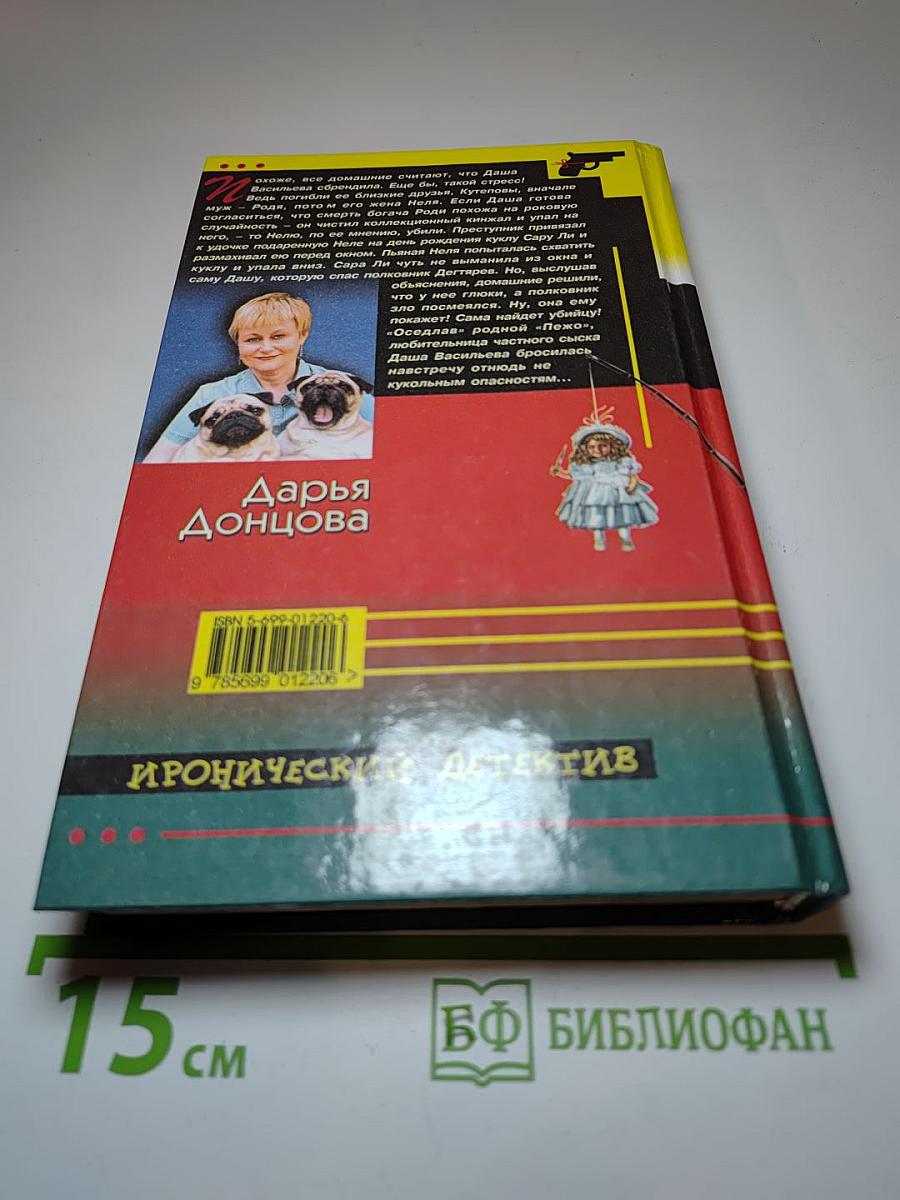 Похоже, все домашние считают, что Даша
Васильева сбрендила. Еще бы, такой стресс!
Ведь погибли ее близкие друзья, Кутеповы, вначале
муж – Родя, пото м его жена Неля. Если Даша готова
согласиться, что смерть богача Роди похожа на роковую
случайность – он чистил коллекционный кинжал и упал на
него, – то Нелю, по ее мнению, убили. Преступник привязал
к удочке подаренную Неле на день рождения куклу Сару Ли и
размахивал ею перед окном. Пьяная Неля попыталась схватить
куклу и упала вниз. Сара Ли чуть не выманила из окна и
саму Дашу, которую спас полковник Дегтярев. Но, выслушав
объяснения, домашние решили,
что у нее глюки, а полковник
зло посмеялся. Ну, она ему
покажет! Сама найдет убийцу!
«Оседлав» родной «Пежо»,
любительница частного сыска
Даша Васильева бросилась
навстречу отнюдь не
кукольным опасностям...
Дарья
Донцова
ISBN 5-699-01220-6
9 785699 012206 >
ИРОНИЧЕСКИЙ ДЕТЕКТИВ
15 см
БФ БИБЛИОФАН